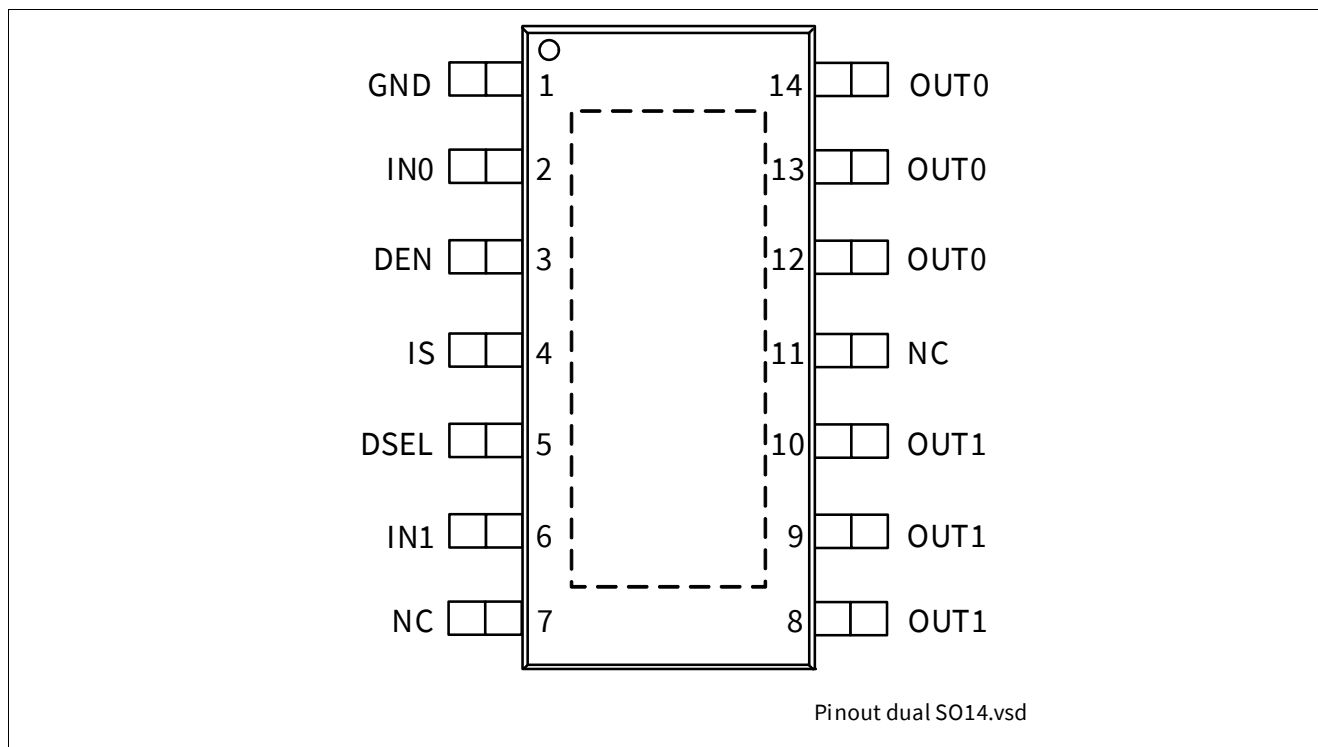 GND 1 14 OUT0
IN0 2 13 OUT0
DEN 3 12 OUT0
IS 4 11 NC
DSEL 5 10 OUT1
IN1 6 9 OUT1
NC 7 8 OUT1
Pinout dual SO14.vsd